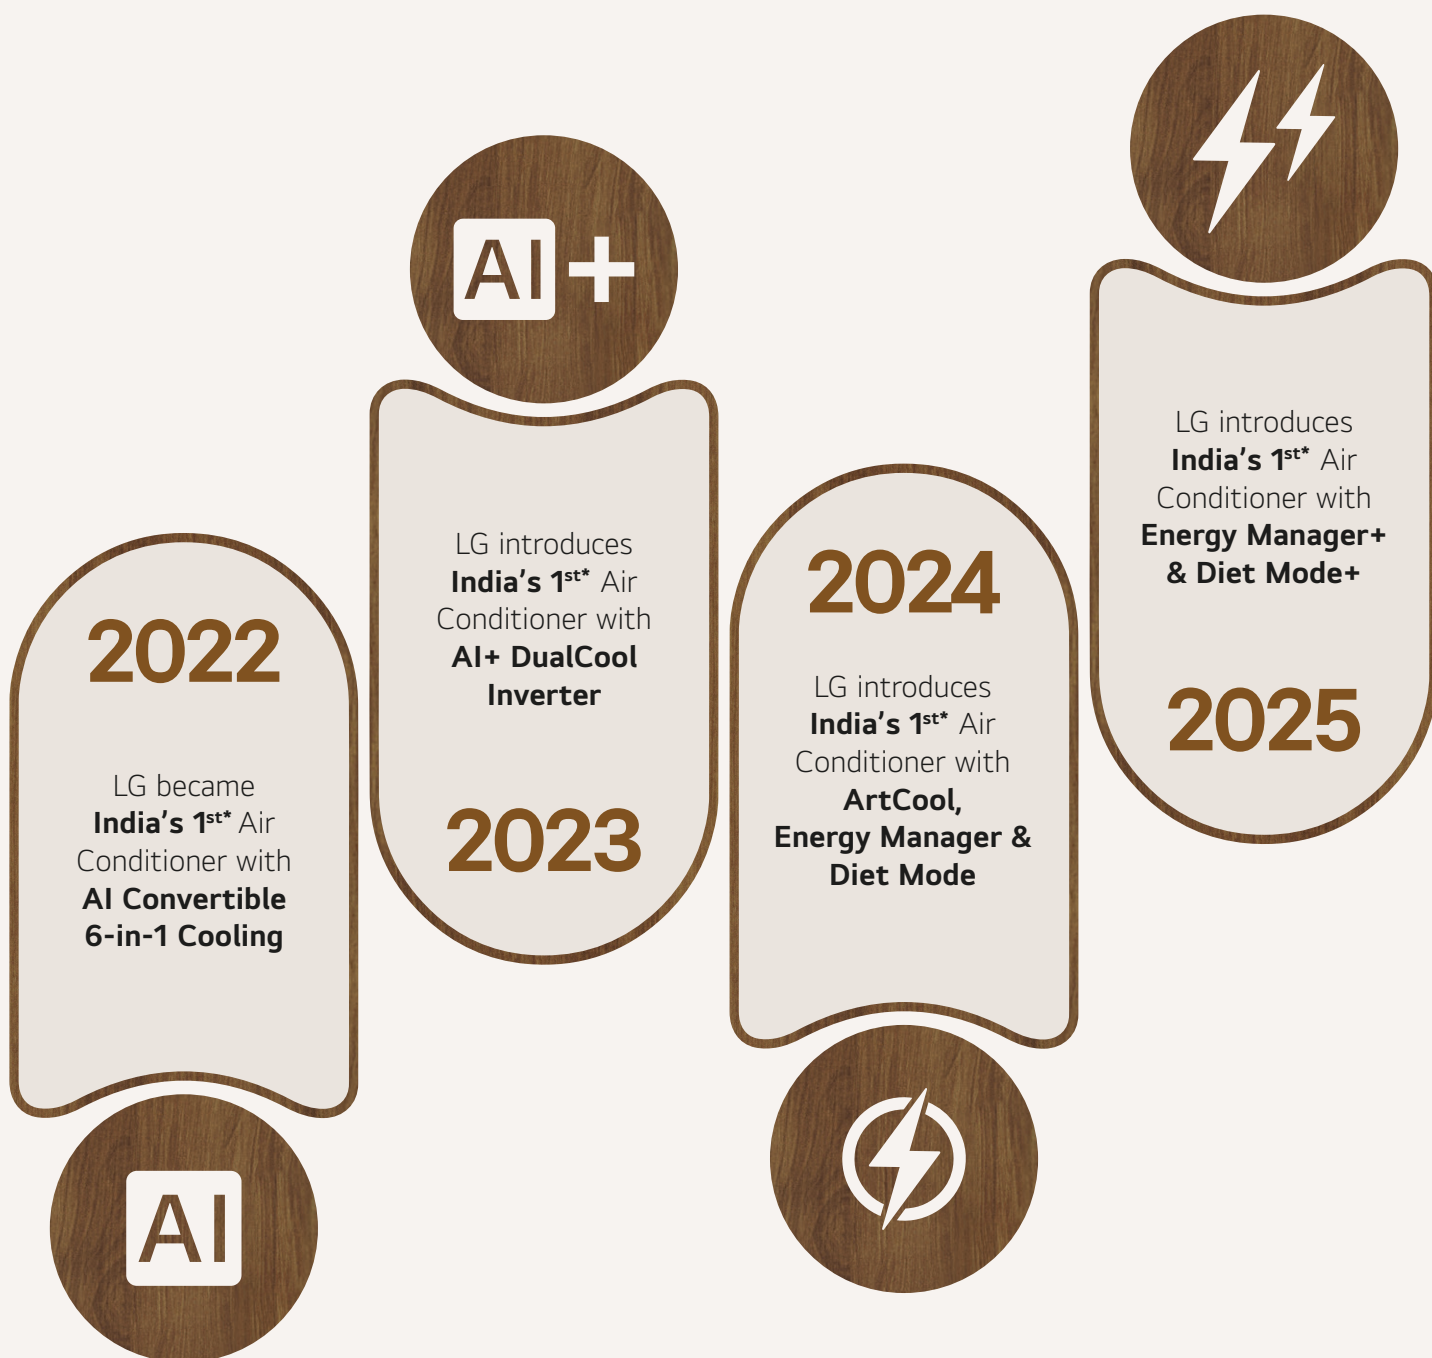 2022
LG became
India's 1st* Air
Conditioner with
AI Convertible
6-in-1 Cooling
AI
AI+
LG introduces
India's 1st* Air
Conditioner with
AI+ DualCool
Inverter
2023
2024
LG introduces
India's 1st* Air
Conditioner with
ArtCool,
Energy Manager &
Diet Mode
LG introduces
India's 1st* Air
Conditioner with
Energy Manager+
& Diet Mode+
2025